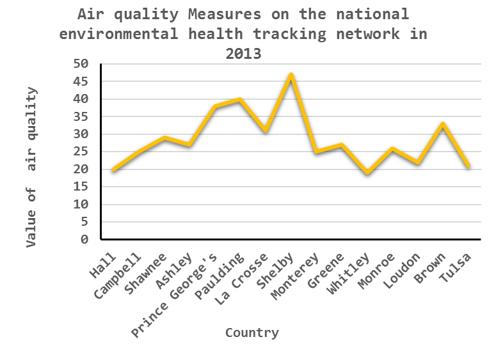 Air quality Measures on the national
environmental health tracking network in
2013
Value of air quality
50
45
40
35
30
25
20
15
10
5
0
Hall
Campbell
Shawnee
Ashley
Prince George's
Paulding
La Crosse
Shelby
Monterey
Greene
Whitley
Monroe
Loudon
Brown
Tulsa
Country